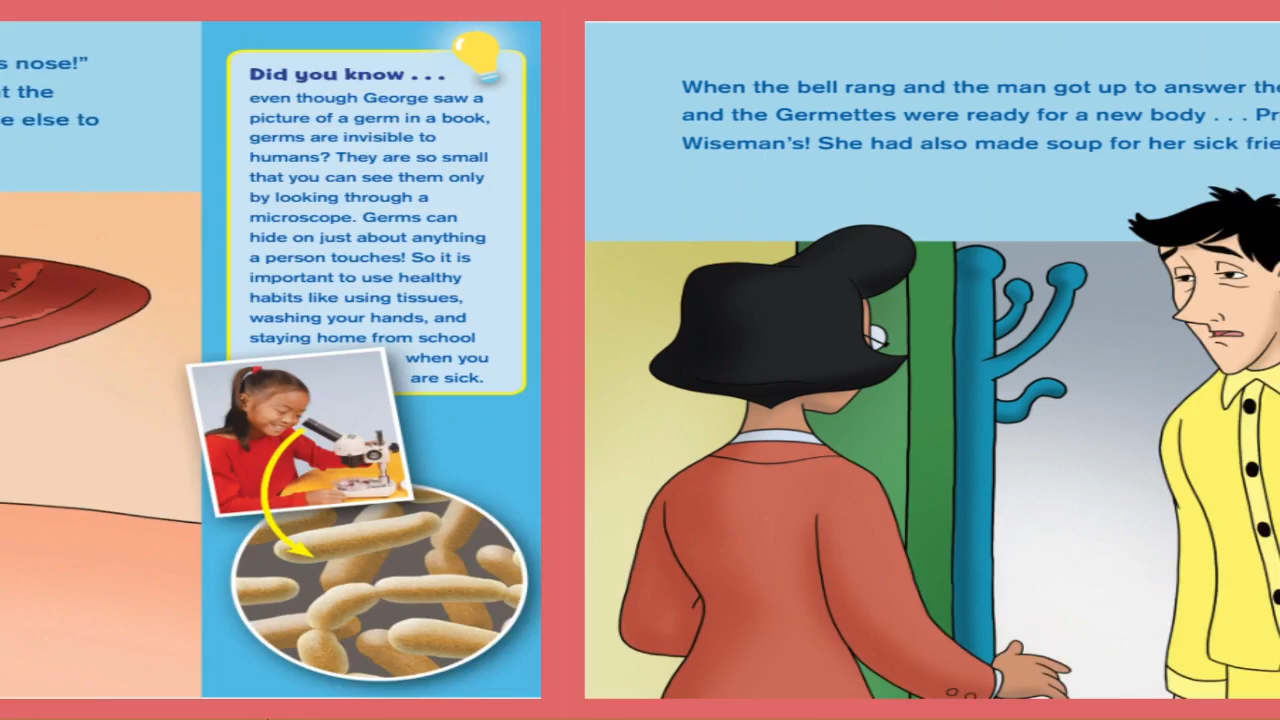 s nose!”
t the
e else to
Did you know . . .
even though George saw a
picture of a germ in a book,
germs are invisible to
humans? They are so small
that you can see them only
by looking through a
microscope. Germs can
hide on just about anything
a person touches! So it is
important to use healthy
habits like using tissues,
washing your hands, and
staying home from school
when you
are sick.
When the bell rang and the man got up to answer the
and the Germettes were ready for a new body . . . Pr
Wiseman’s! She had also made soup for her sick frie